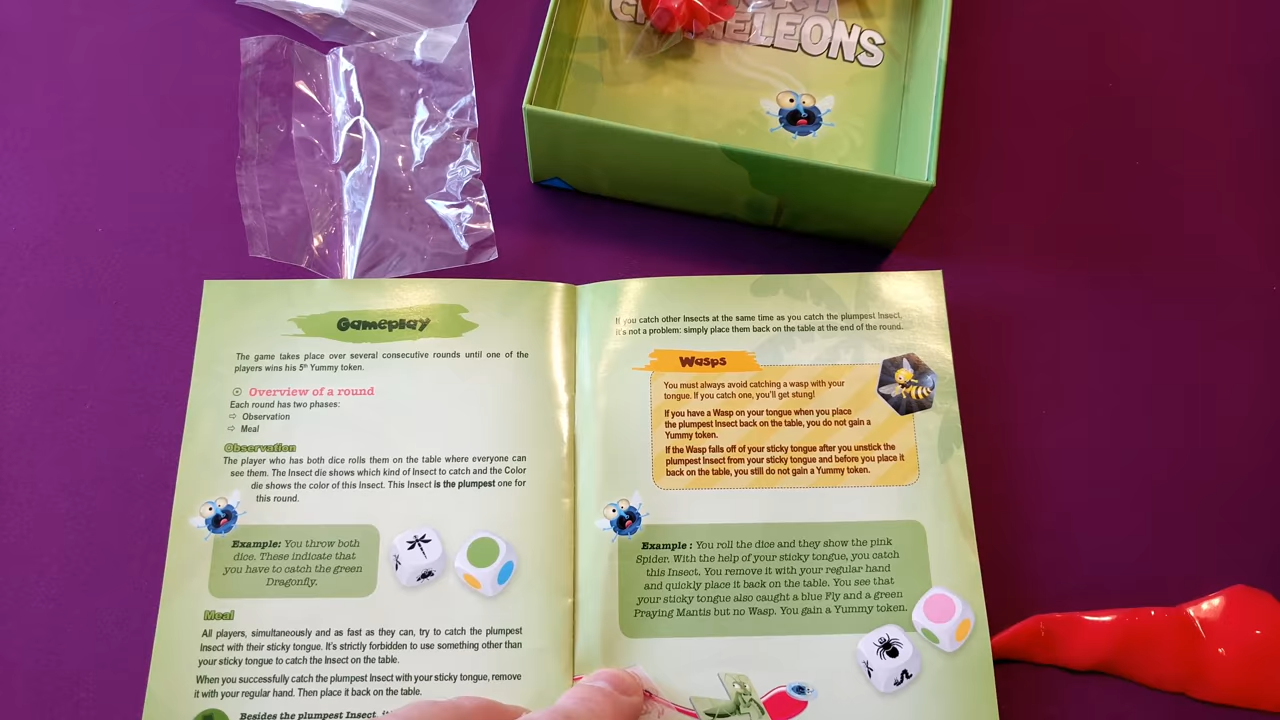 CHAMELEONS
Gameplay
The game takes place over several consecutive rounds until one of the
players wins his 5th Yummy token.
Overview of a round
Each round has two phases:
⇨ Observation
⇨ Meal
Observation
The player who has both dice rolls them on the table where everyone can
see them. The Insect die shows which kind of Insect to catch and the Color
die shows the color of this Insect. This Insect is the plumpest one for
this round.
Example: You throw both
dice. These indicate that
you have to catch the green
Dragonfly.
Meal
All players, simultaneously and as fast as they can, try to catch the plumpest
Insect with their sticky tongue. It's strictly forbidden to use something other than
your sticky tongue to catch the Insect on the table.
When you successfully catch the plumpest Insect with your sticky tongue, remove
it with your regular hand. Then place it back on the table.
Besides the plumpest Insect,
If you catch other Insects at the same time as you catch the plumpest Insect,
it's not a problem: simply place them back on the table at the end of the round.
Wasps
You must always avoid catching a wasp with your
tongue. If you catch one, you'll get stung!
If you have a Wasp on your tongue when you place
the plumpest Insect back on the table, you do not gain a
Yummy token.
If the Wasp falls off of your sticky tongue after you unstick the
plumpest Insect from your sticky tongue and before you place it
back on the table, you still do not gain a Yummy token.
Example : You roll the dice and they show the pink
Spider. With the help of your sticky tongue, you catch
this Insect. You remove it with your regular hand
and quickly place it back on the table. You see that
your sticky tongue also caught a blue Fly and a green
Praying Mantis but no Wasp. You gain a Yummy token.